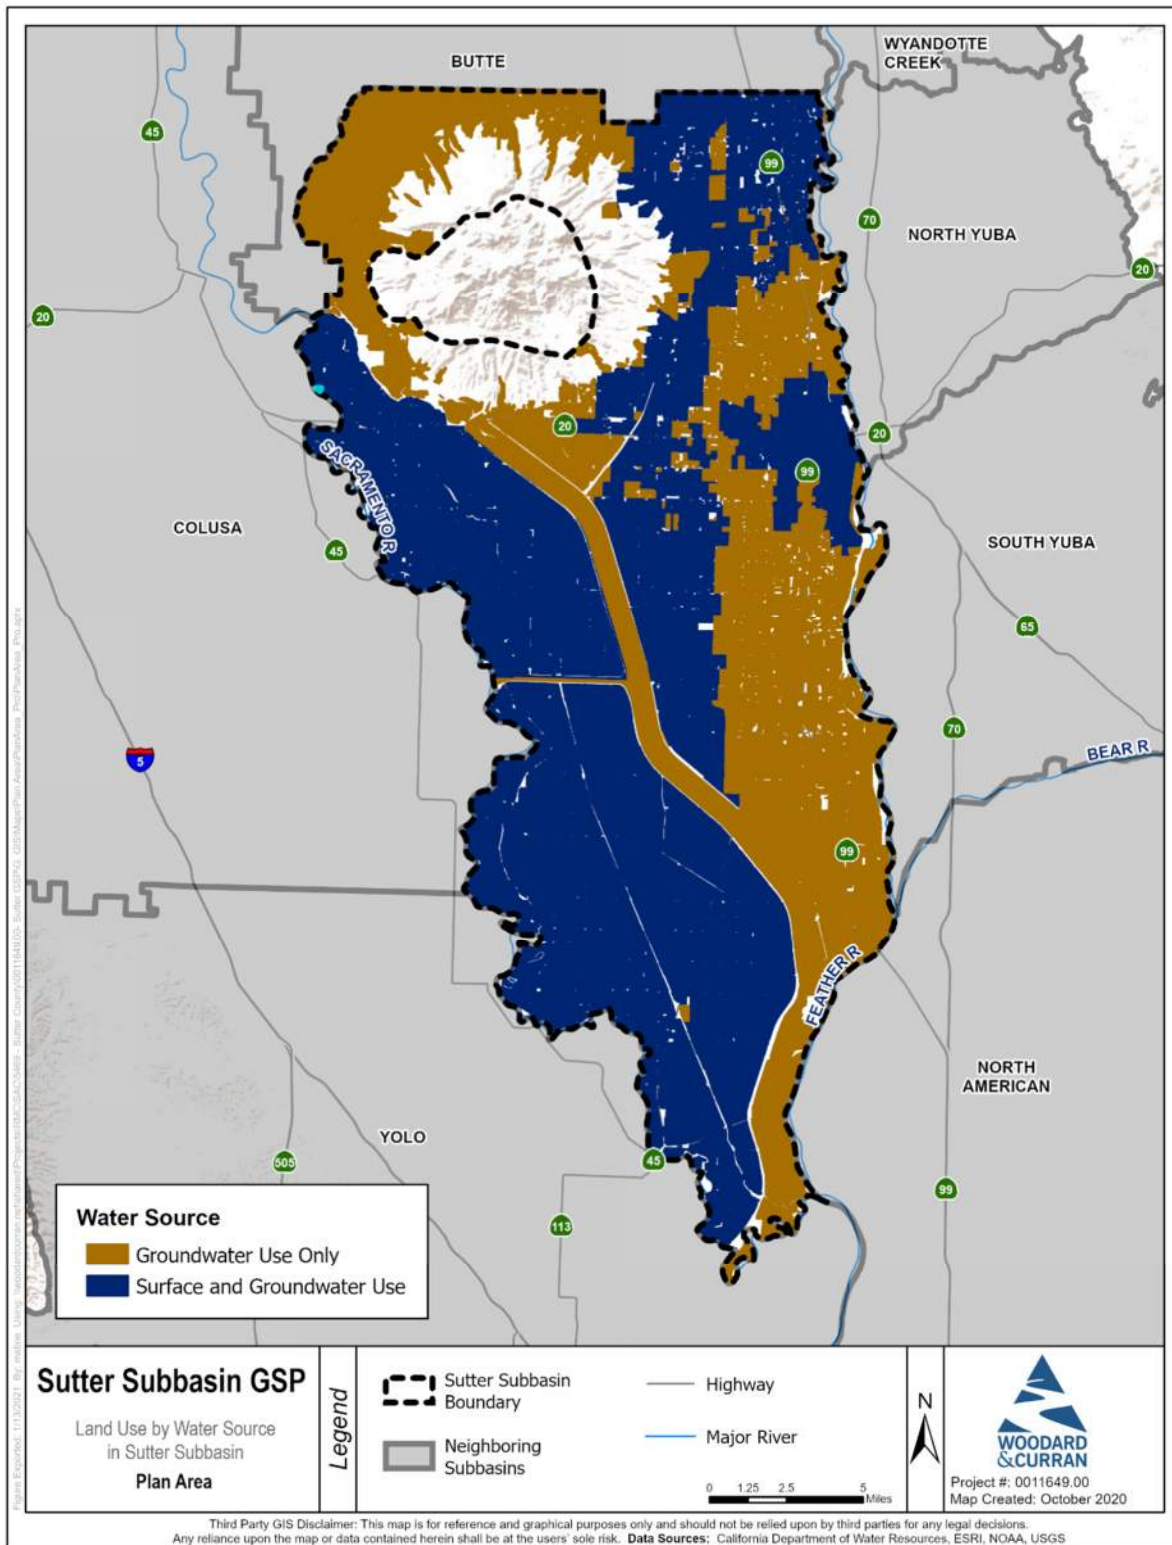 BUTTE
WYANDOTTE
CREEK
45
99
70
NORTH YUBA
20
20
20
20
99
SACRAMENTO R
COLUSA
45
SOUTH YUBA
65
70
5
BEAR R
99
FEATHER R
NORTH
AMERICAN
YOLO
505
45
99
113
Water Source
Groundwater Use Only
Surface and Groundwater Use
Sutter Subbasin GSP
Land Use by Water Source
in Sutter Subbasin
Plan Area
Legend
Sutter Subbasin
Boundary
Neighboring
Subbasins
Highway
Major River
0 1.25 2.5 5
Miles
N
WOODARD
&CURRAN
Project #: 0011649.00
Map Created: October 2020
Third Party GIS Disclaimer: This map is for reference and graphical purposes only and should not be relied upon by third parties for any legal decisions.
Any reliance upon the map or data contained herein shall be at the users' sole risk. Data Sources: California Department of Water Resources, ESRI, NOAA, USGS